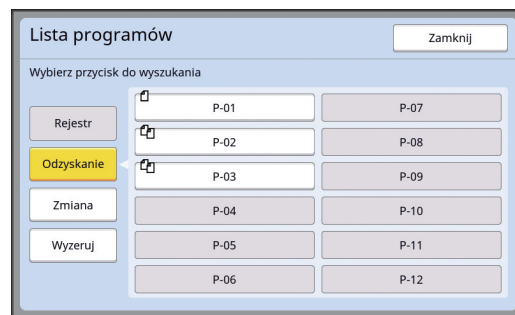 Lista programów
Zamknij
Wybierz przycisk do wyszukania
Rejestr
Odzyskanie
Zmiana
Wyzeruj
P-01
P-02
P-03
P-04
P-05
P-06
P-07
P-08
P-09
P-10
P-11
P-12